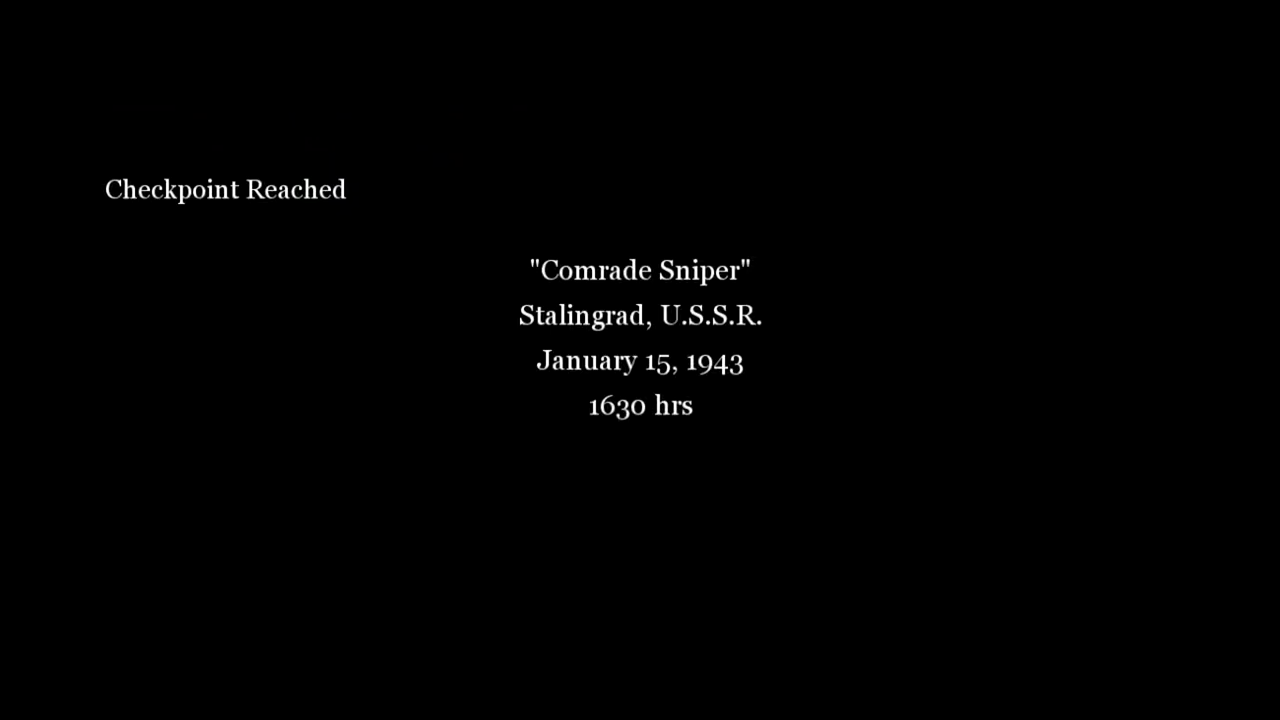 Checkpoint Reached
"Comrade Sniper"
Stalingrad, U.S.S.R.
January 15, 1943
1630 hrs